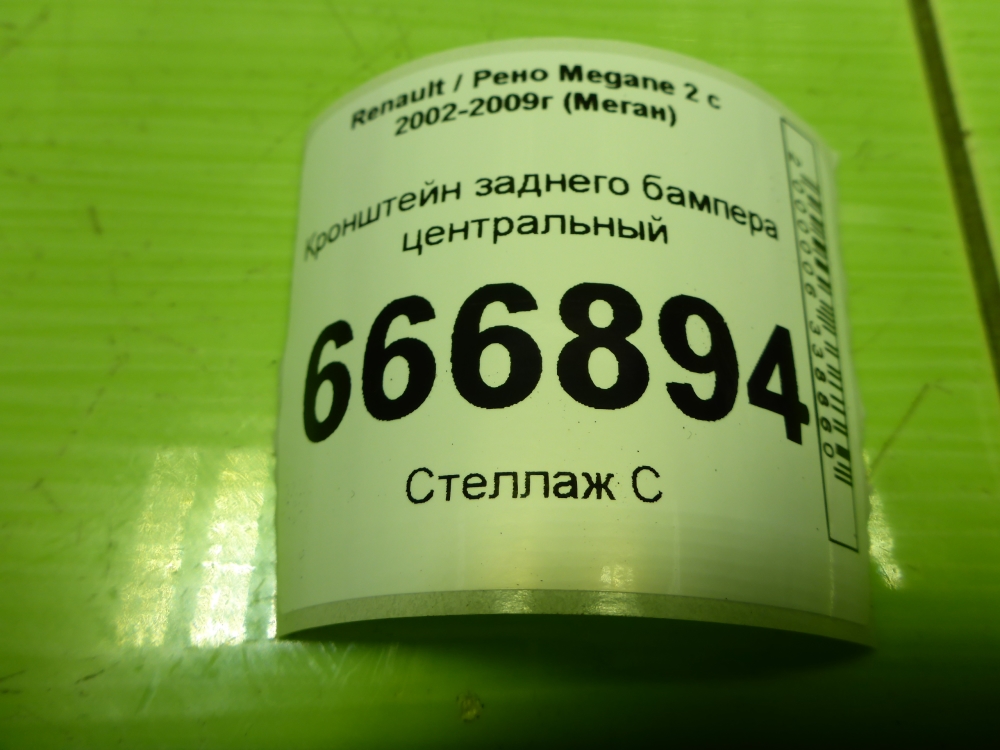 Renault / Рено Megane 2 с
2002-2009г (Меган)
Кронштейн заднего бампера
центральный
666894
Стеллаж С